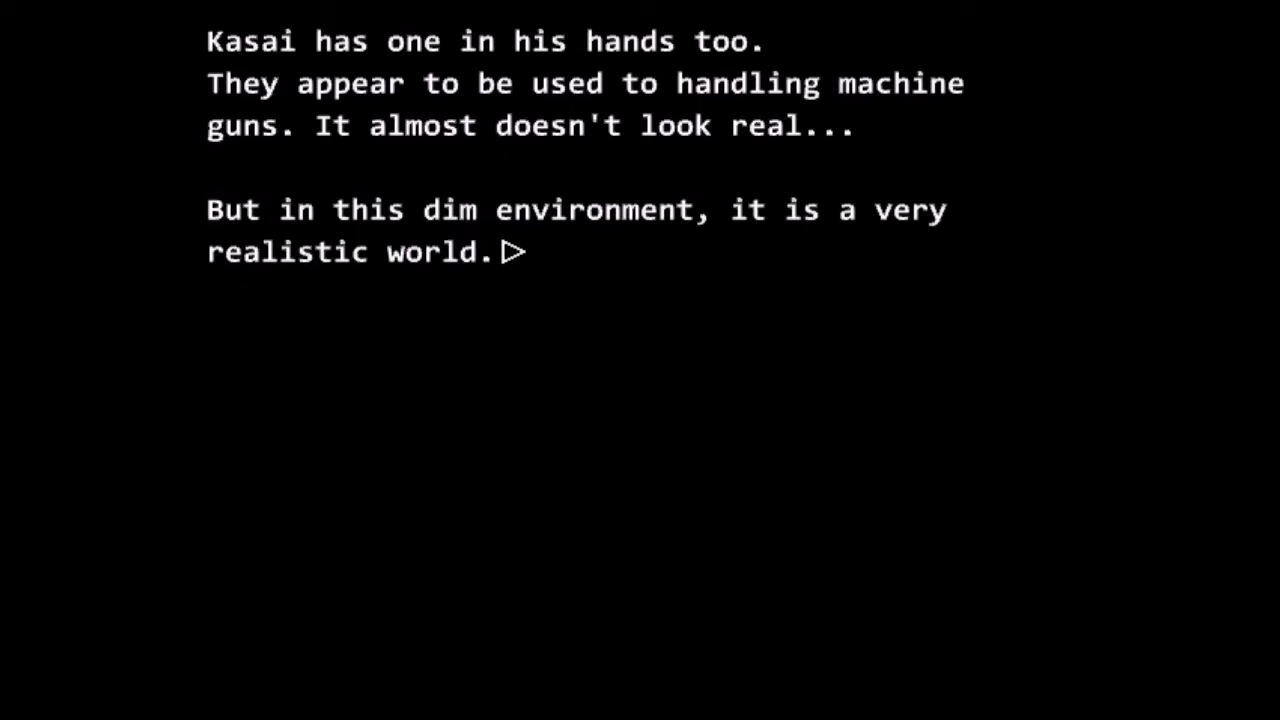 Kasai has one in his hands too.
They appear to be used to handling machine
guns. It almost doesn't look real...
But in this dim environment, it is a very
realistic world.